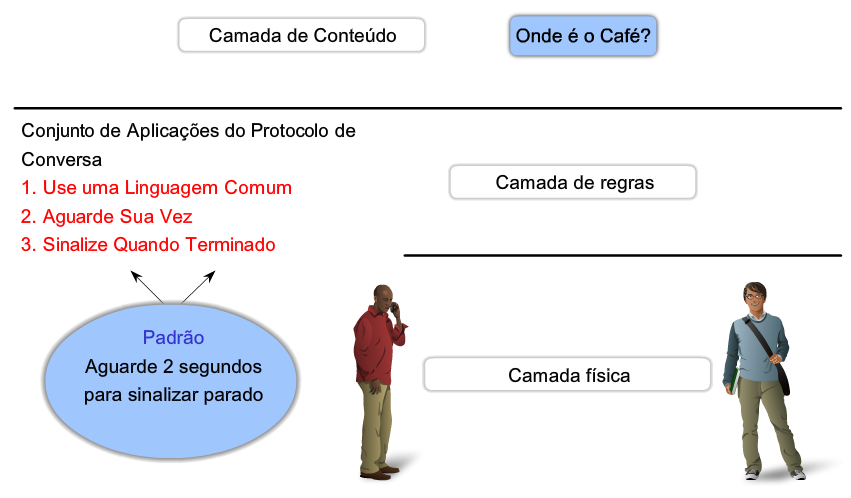 Camada de Conteúdo
Onde é o Café?
Conjunto de Aplicações do Protocolo de
Conversa
1. Use uma Linguagem Comum
2. Aguarde Sua Vez
3. Sinalize Quando Terminado
Camada de regras
Padrão
Aguarde 2 segundos
para sinalizar parado
Camada física